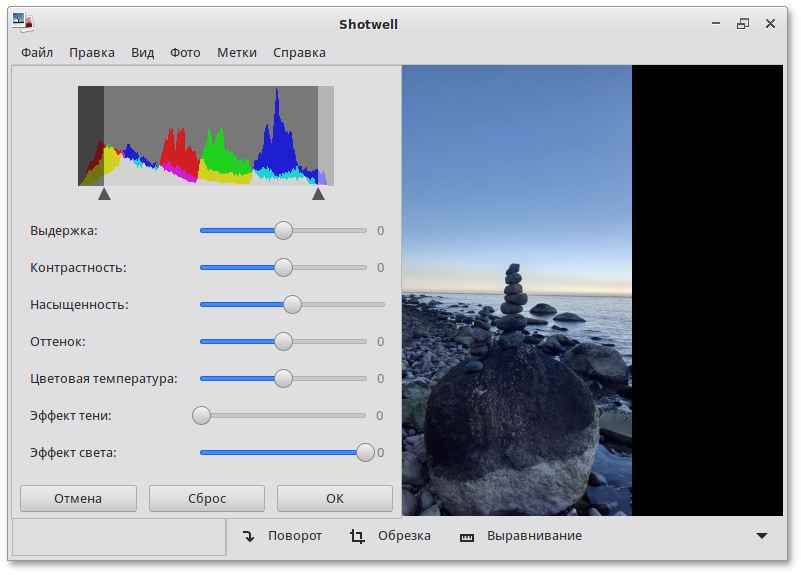 Shotwell
Файл Правка Вид Фото Метки Справка
Выдержка: 0
Контрастность: 0
Насыщенность:
Оттенок: 0
Цветовая температура: 0
Эффект тени: 0
Эффект света: 0
Отмена Сброс ОК
Поворот Обрезка Выравнивание